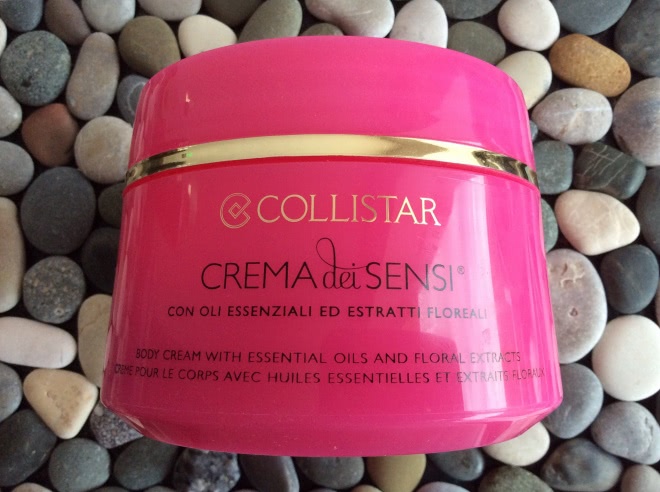 COLLISTAR
CREMA dei SENSI®
CON OLI ESSENZIALI ED ESTRATTI FLOREALI
BODY CREAM WITH ESSENTIAL OILS AND FLORAL EXTRACTS
CRÈME POUR LE CORPS AVEC HUILES ESSENTIELLES ET EXTRAITS FLORAUX